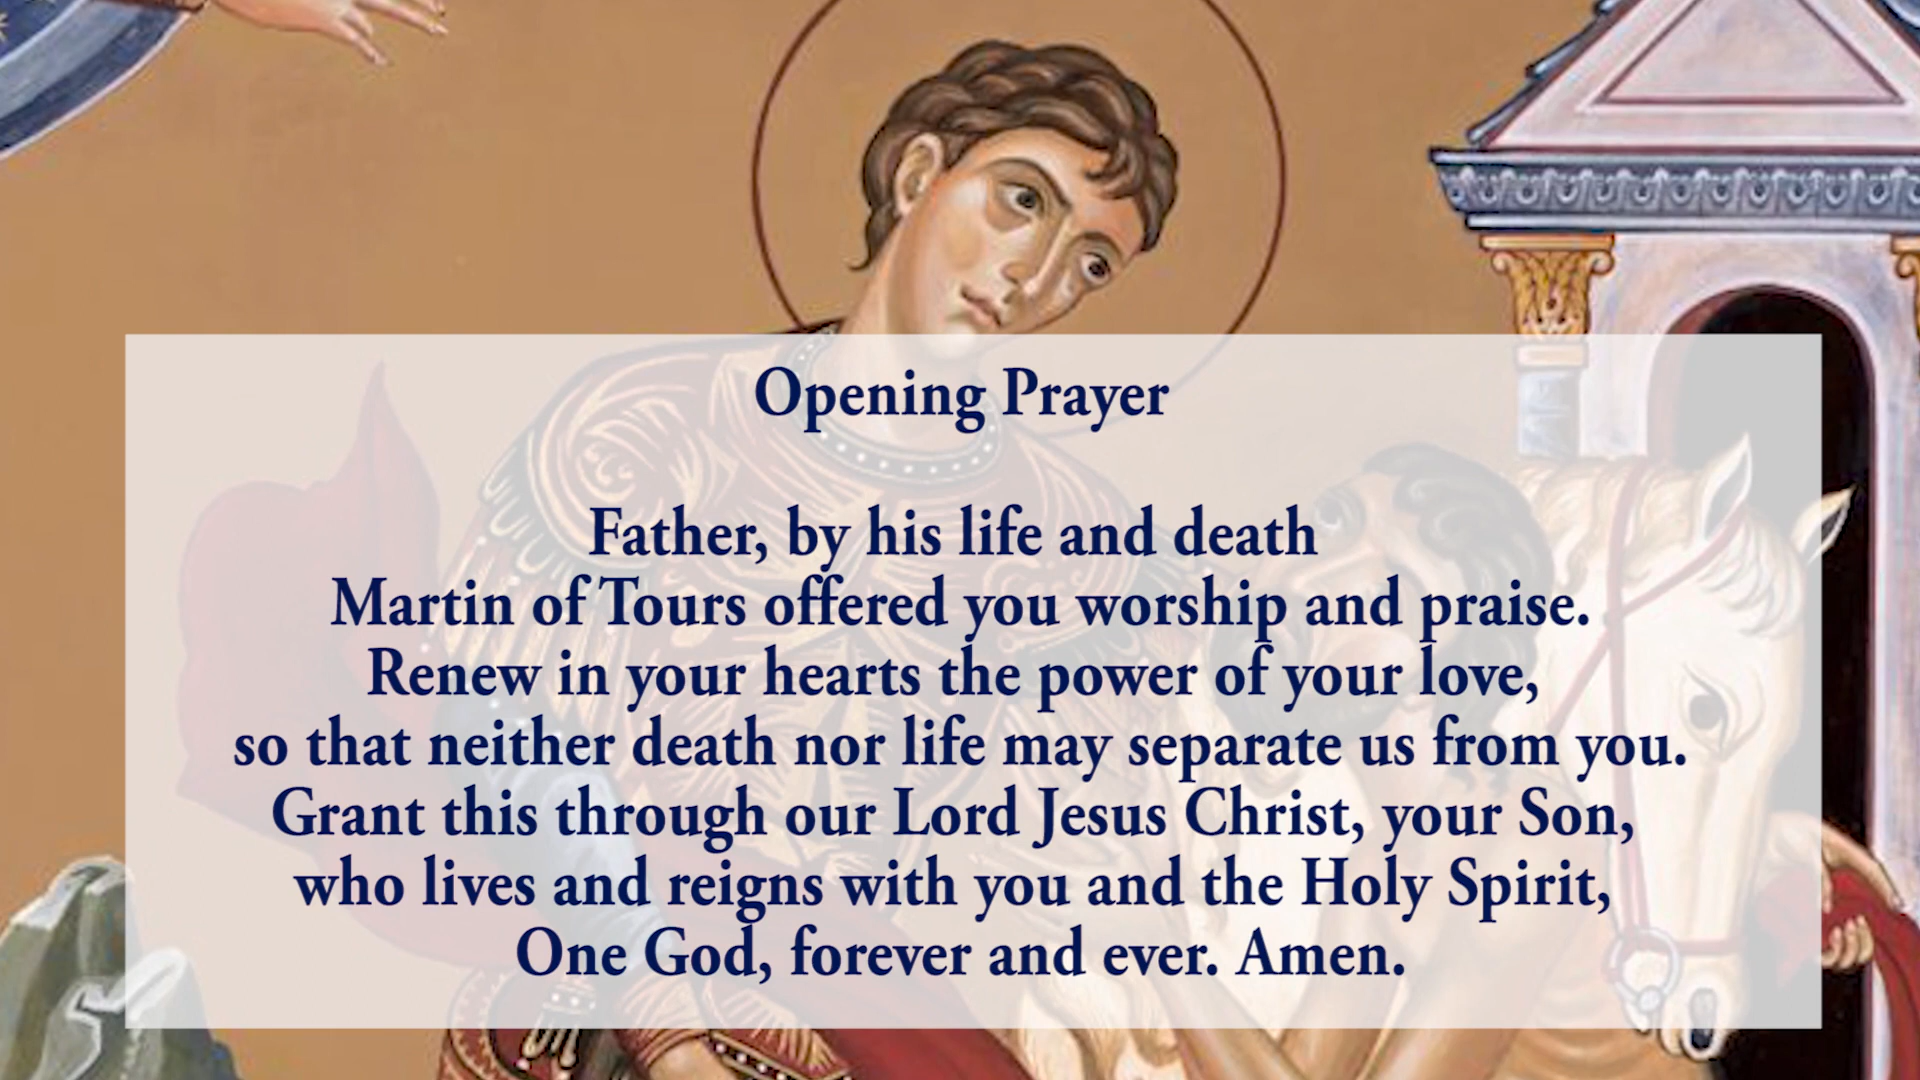 Opening Prayer
Father, by his life and death
Martin of Tours offered you worship and praise.
Renew in your hearts the power of your love,
so that neither death nor life may separate us from you.
Grant this through our Lord Jesus Christ, your Son,
who lives and reigns with you and the Holy Spirit,
One God, forever and ever. Amen.